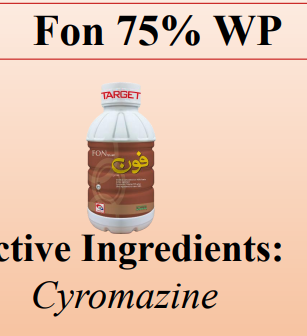 Fon 75% WP
TARGET
FON
فون
ctive Ingredients:
Cyromazine